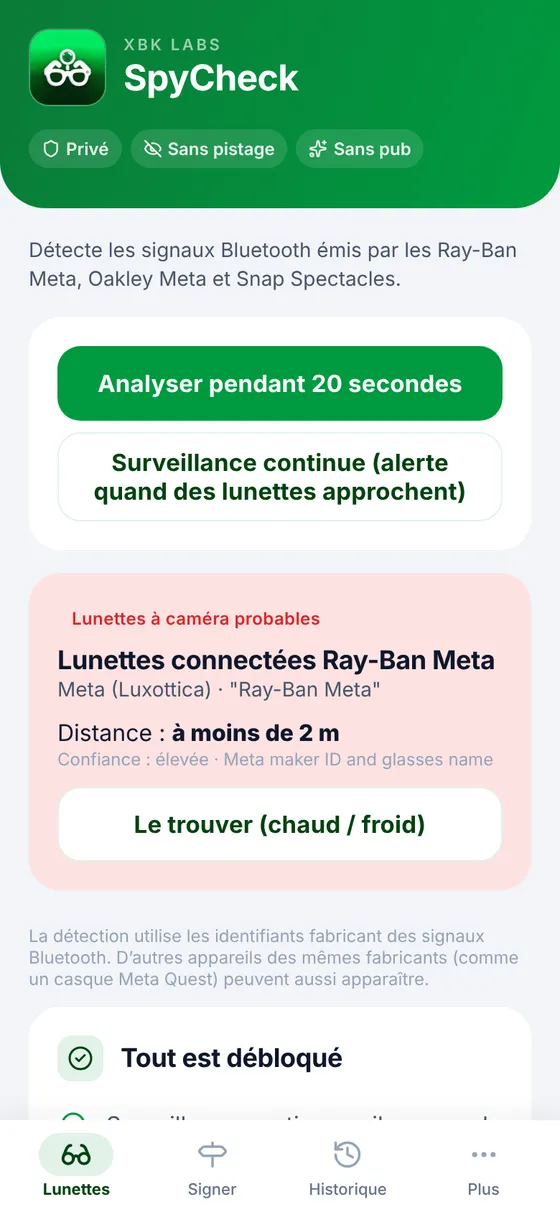 XBK LABS
SpyCheck
Privé
Sans pistage
Sans pub
Détecte les signaux Bluetooth émis par les Ray-Ban
Meta, Oakley Meta et Snap Spectacles.
Analyser pendant 20 secondes
Surveillance continue (alerte
quand des lunettes approchent)
Lunettes à caméra probables
Lunettes connectées Ray-Ban Meta
Meta (Luxottica) · "Ray-Ban Meta"
Distance : à moins de 2 m
Confiance : élevée · Meta maker ID and glasses name
Le trouver (chaud / froid)
La détection utilise les identifiants fabricant des signaux
Bluetooth. D’autres appareils des mêmes fabricants (comme
un casque Meta Quest) peuvent aussi apparaître.
Tout est débloqué
Lunettes
Signer
Historique
Plus